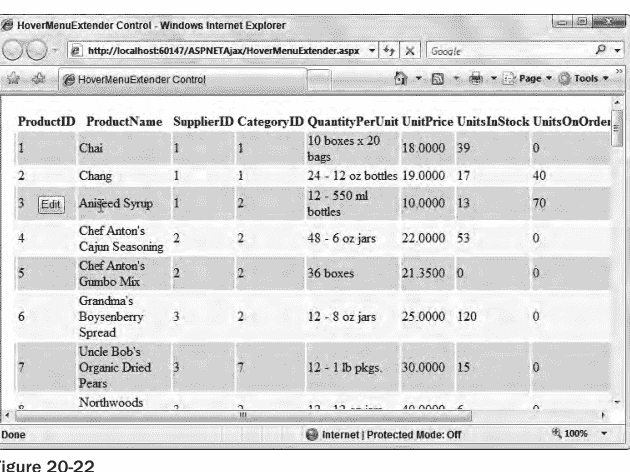 HoverMenuExtender Control - Windows Internet Explorer
http://localhost:60147/ASPNETAjax/HoverMenuExtender.aspx Google
HoverMenuExtender Control Page Tools
ProductID ProductName SupplierID CategoryID QuantityPerUnit UnitPrice UnitsInStock UnitsOnOrder
1 Chai 1 1 10 boxes x 20 bags 18.0000 39 0
2 Chang 1 1 24 - 12 oz bottles 19.0000 17 40
3 Edit Aniseed Syrup 1 2 12 - 550 ml bottles 10.0000 13 70
4 Chef Anton's Cajun Seasoning 2 2 48 - 6 oz jars 22.0000 53 0
5 Chef Anton's Gumbo Mix 2 2 36 boxes 21.3500 0 0
6 Grandma's Boysenberry Spread 3 2 12 - 8 oz jars 25.0000 120 0
7 Uncle Bob's Organic Dried Pears 3 7 12 - 1 lb pkgs. 30.0000 15 0
Northwoods
Done Internet | Protected Mode: Off 100%
Figure 20-22